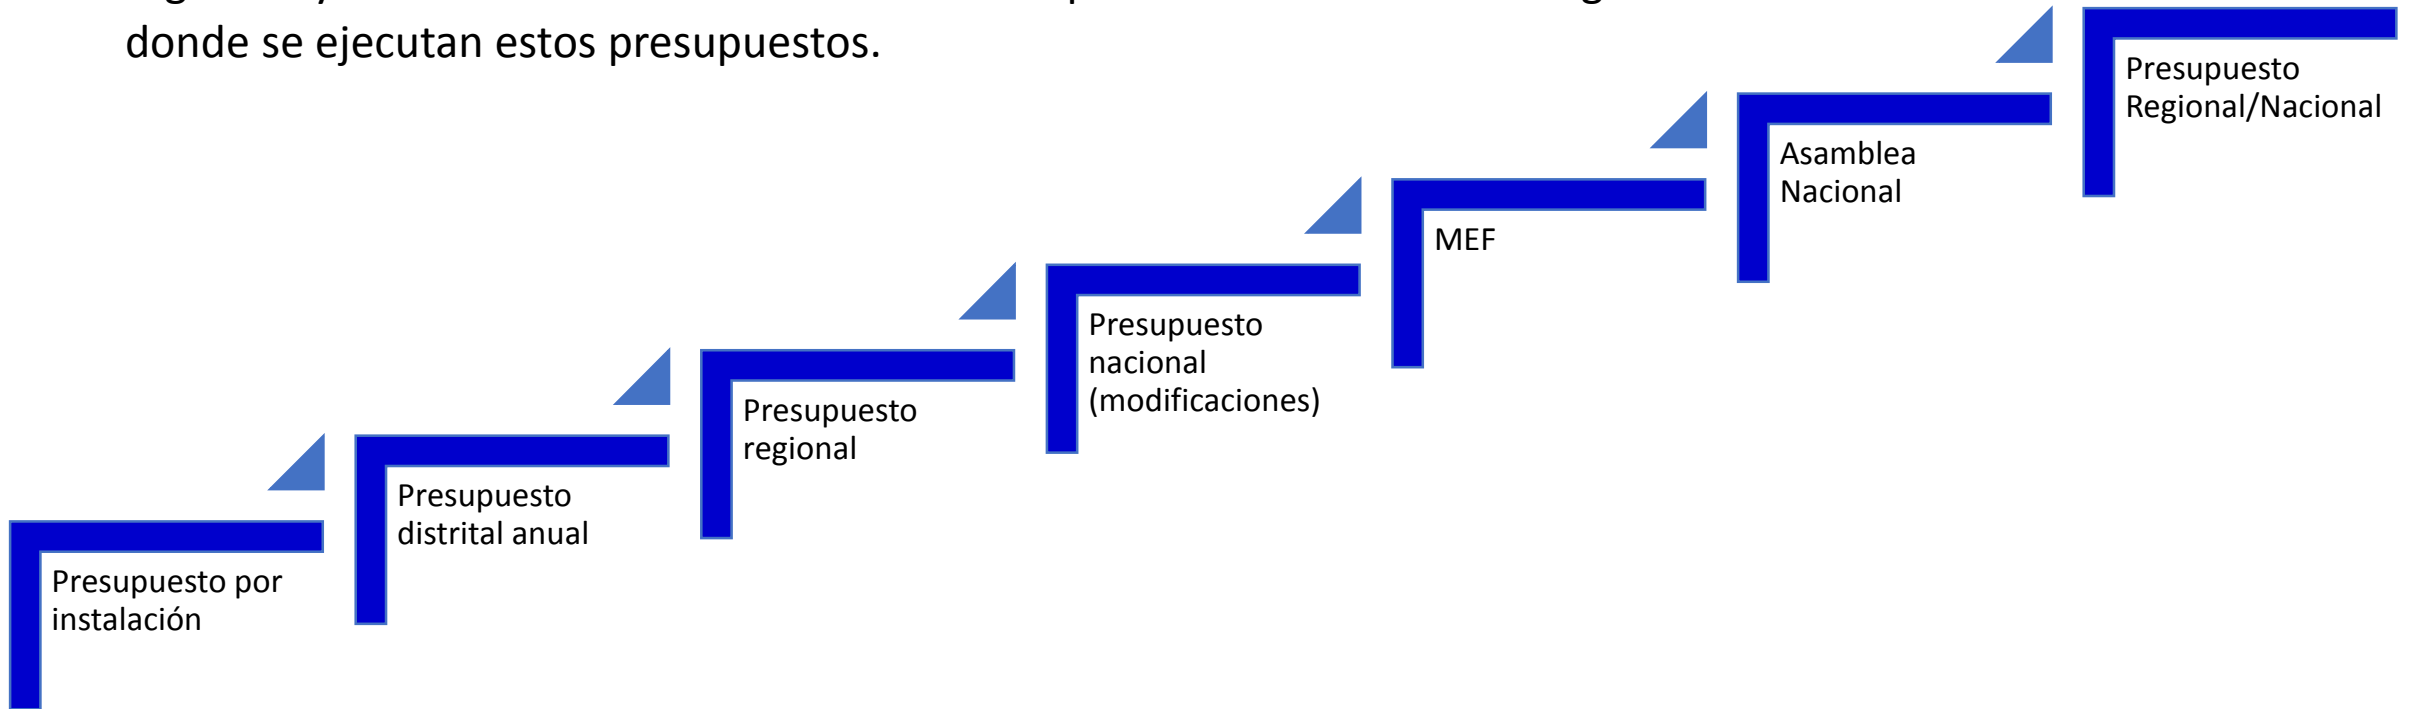 donde se ejecutan estos presupuestos.
Presupuesto por
instalación
Presupuesto
distrital anual
Presupuesto
regional
Presupuesto
nacional
(modificaciones)
MEF
Asamblea
Nacional
Presupuesto
Regional/Nacional